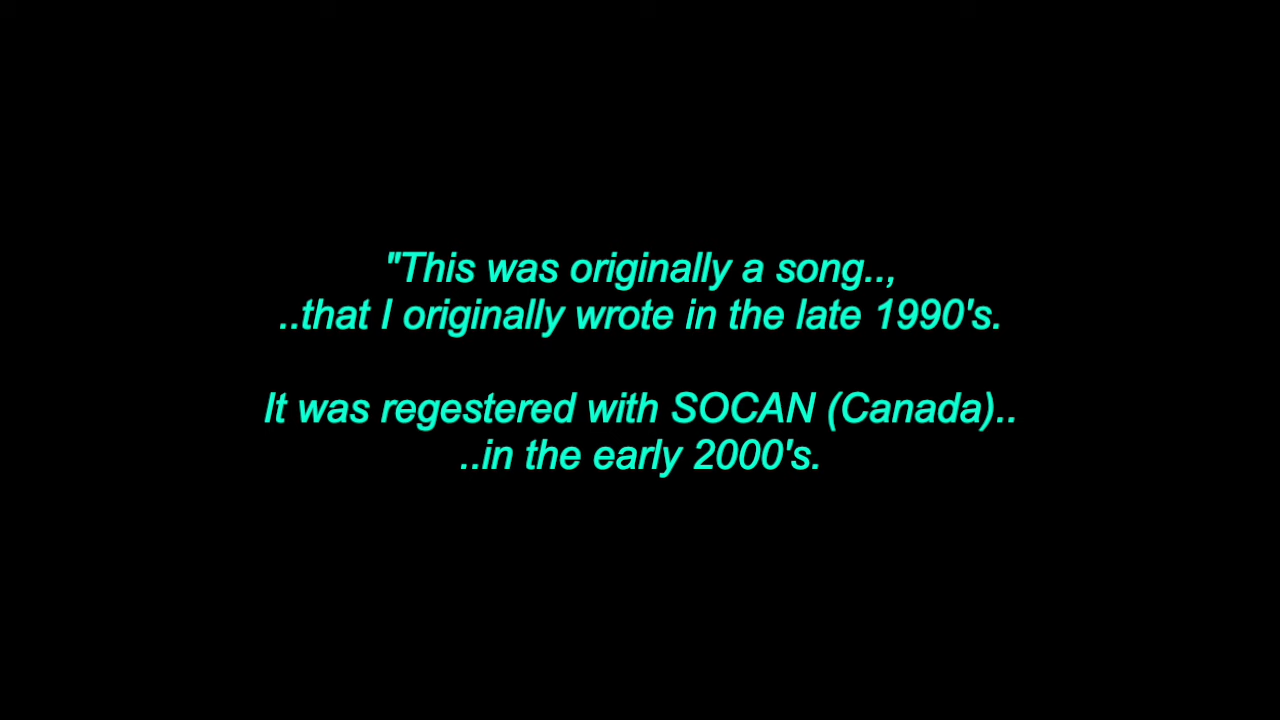 "This was originally a song..,
..that I originally wrote in the late 1990's.
It was regestered with SOCAN (Canada)..
..in the early 2000's.